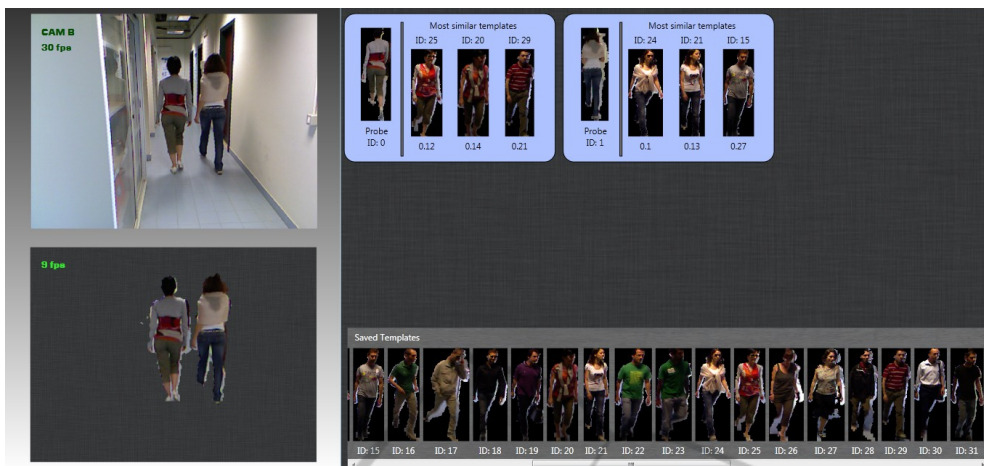 CAM B
30 fps
9 fps
Most similar templates
ID: 25 ID: 20 ID: 29
Probe
ID: 0
0.12 0.14 0.21
Most similar templates
ID: 24 ID: 21 ID: 15
Probe
ID: 1
0.1 0.13 0.27
Saved Templates
ID: 15 ID: 16 ID: 17 ID: 18 ID: 19 ID: 20 ID: 21 ID: 22 ID: 23 ID: 24 ID: 25 ID: 26 ID: 27 ID: 28 ID: 29 ID: 30 ID: 31